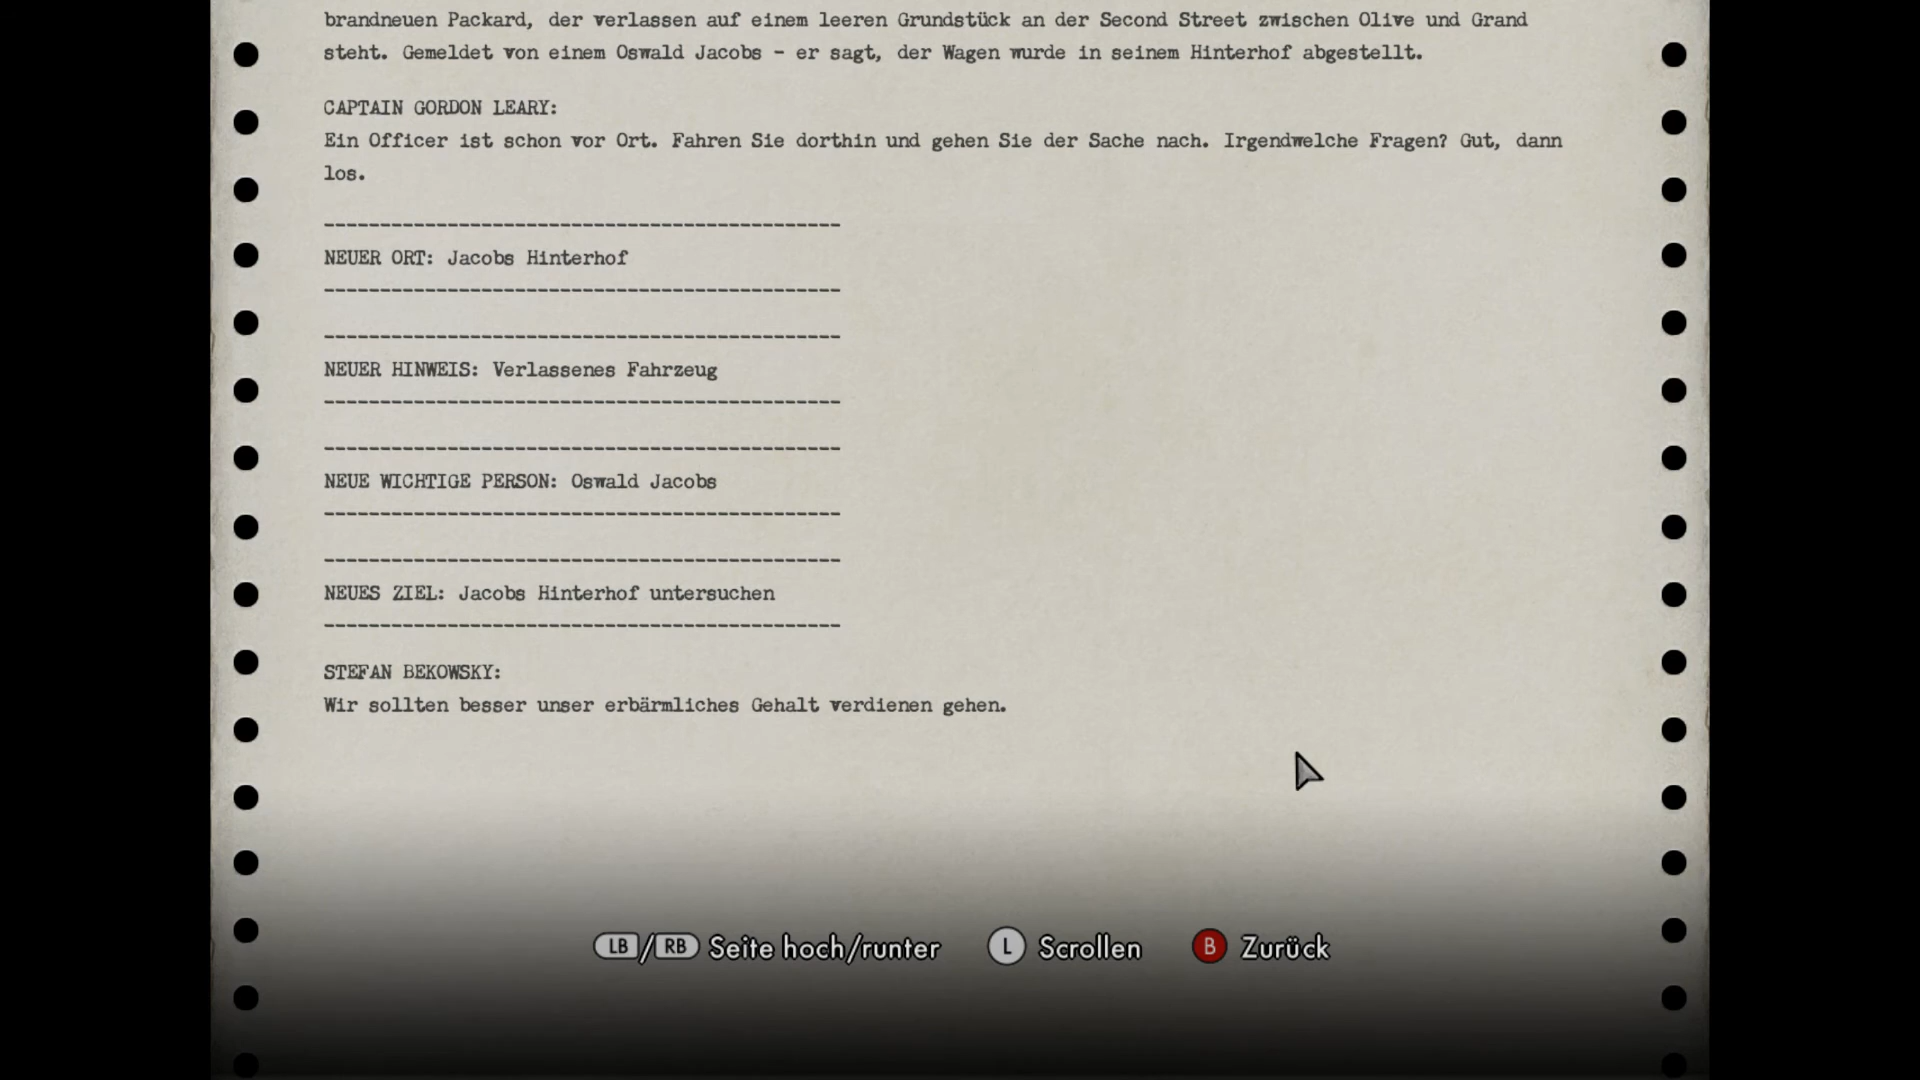 brandneuen Packard, der verlassen auf einem leeren Grundstück an der Second Street zwischen Olive und Grand
steht. Gemeldet von einem Oswald Jacobs - er sagt, der Wagen wurde in seinem Hinterhof abgestellt.
CAPTAIN GORDON LEARY:
Ein Officer ist schon vor Ort. Fahren Sie dorthin und gehen Sie der Sache nach. Irgendwelche Fragen? Gut, dann
los.
----------------------------------------------
NEUER ORT: Jacobs Hinterhof
----------------------------------------------
----------------------------------------------
NEUER HINWEIS: Verlassenes Fahrzeug
----------------------------------------------
----------------------------------------------
NEUE WICHTIGE PERSON: Oswald Jacobs
----------------------------------------------
----------------------------------------------
NEUES ZIEL: Jacobs Hinterhof untersuchen
----------------------------------------------
STEFAN BEKOWSKY:
Wir sollten besser unser erbärmliches Gehalt verdienen gehen.
LB/RB Seite hoch/runter L Scrollen B Zurück